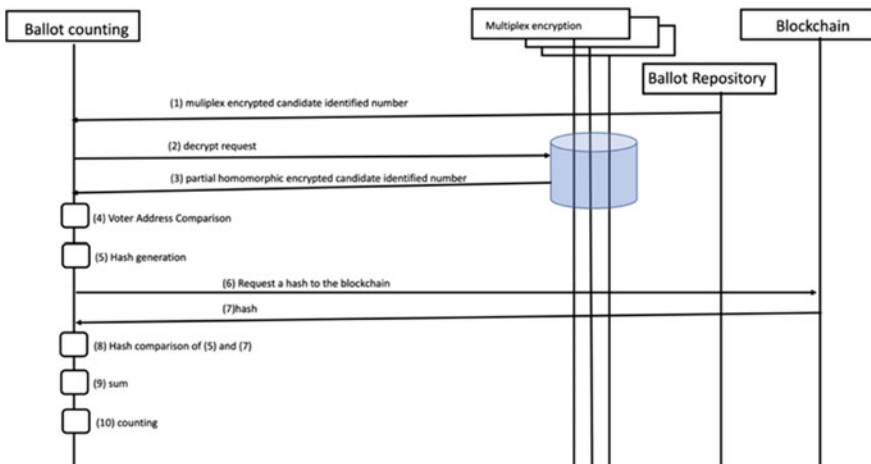 Ballot counting
Multiplex encryption
Blockchain
Ballot Repository
(1) muliplex encrypted candidate identified number
(2) decrypt request
(3) partial homomorphic encrypted candidate identified number
(4) Voter Address Comparison
(5) Hash generation
(6) Request a hash to the blockchain
(7)hash
(8) Hash comparison of (5) and (7)
(9) sum
(10) counting